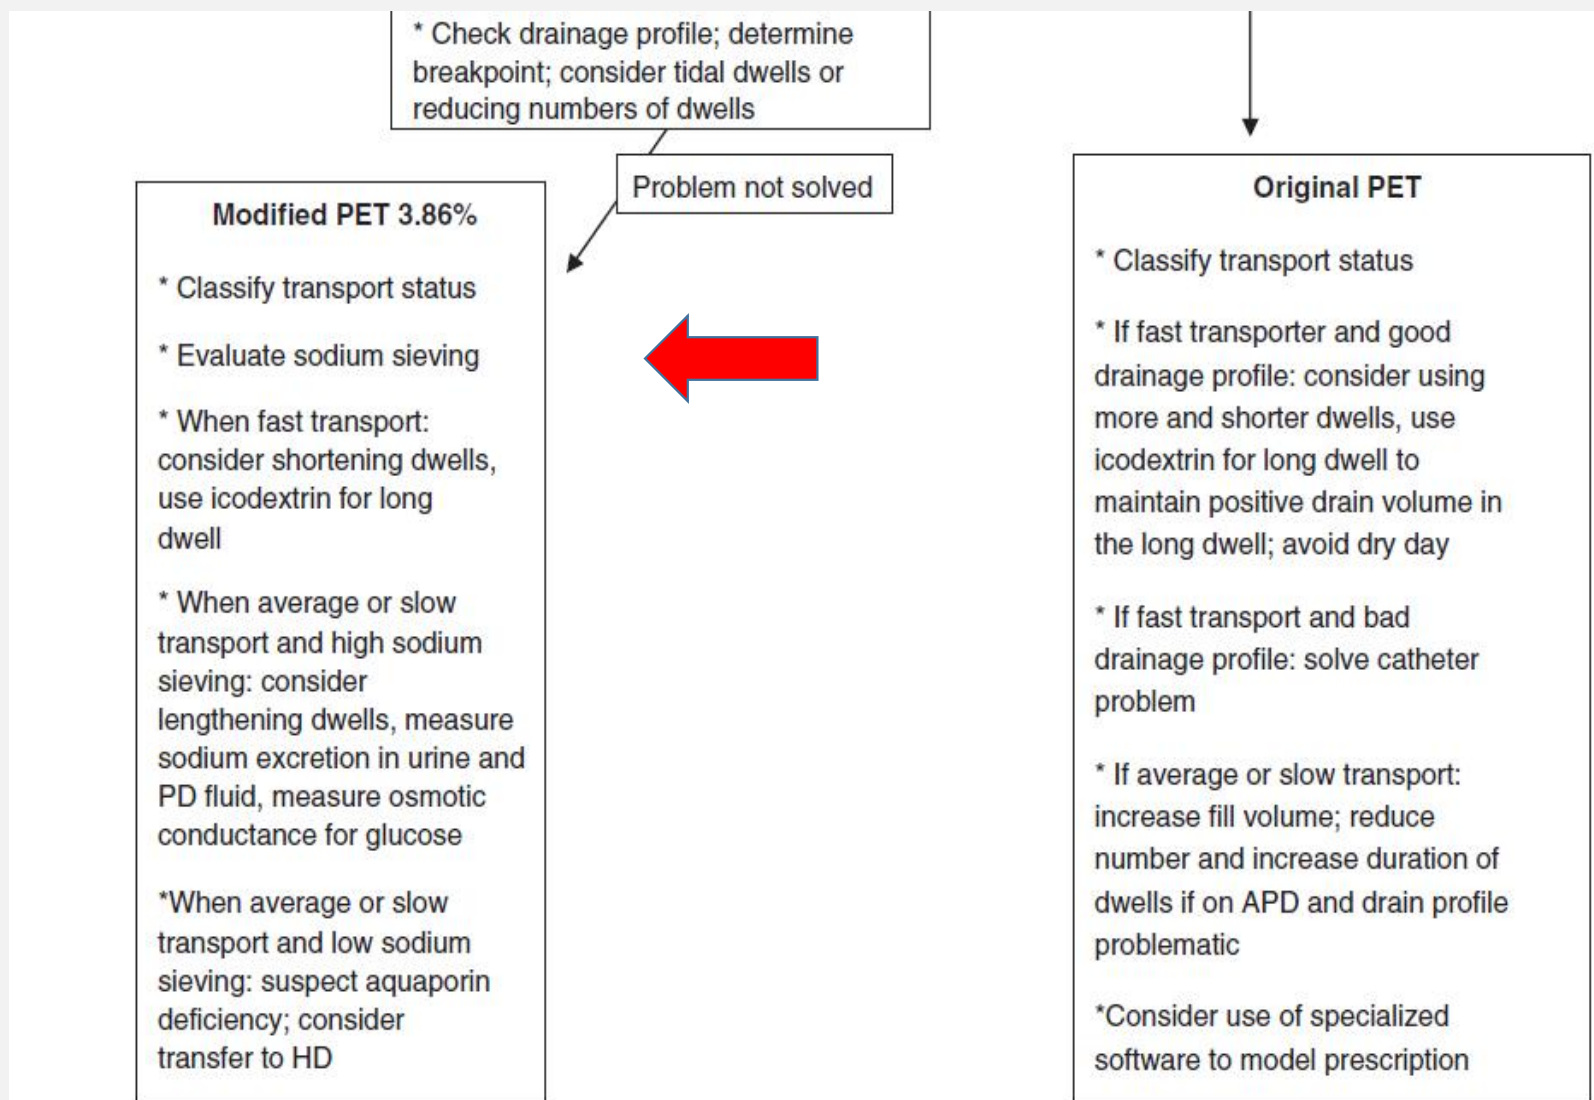 * Check drainage profile; determine
breakpoint; consider tidal dwells or
reducing numbers of dwells
Problem not solved
Modified PET 3.86%
* Classify transport status
* Evaluate sodium sieving
* When fast transport:
consider shortening dwells,
use icodextrin for long
dwell
* When average or slow
transport and high sodium
sieving: consider
lengthening dwells, measure
sodium excretion in urine and
PD fluid, measure osmotic
conductance for glucose
*When average or slow
transport and low sodium
sieving: suspect aquaporin
deficiency; consider
transfer to HD
Original PET
* Classify transport status
* If fast transporter and good
drainage profile: consider using
more and shorter dwells, use
icodextrin for long dwell to
maintain positive drain volume in
the long dwell; avoid dry day
* If fast transport and bad
drainage profile: solve catheter
problem
* If average or slow transport:
increase fill volume; reduce
number and increase duration of
dwells if on APD and drain profile
problematic
*Consider use of specialized
software to model prescription